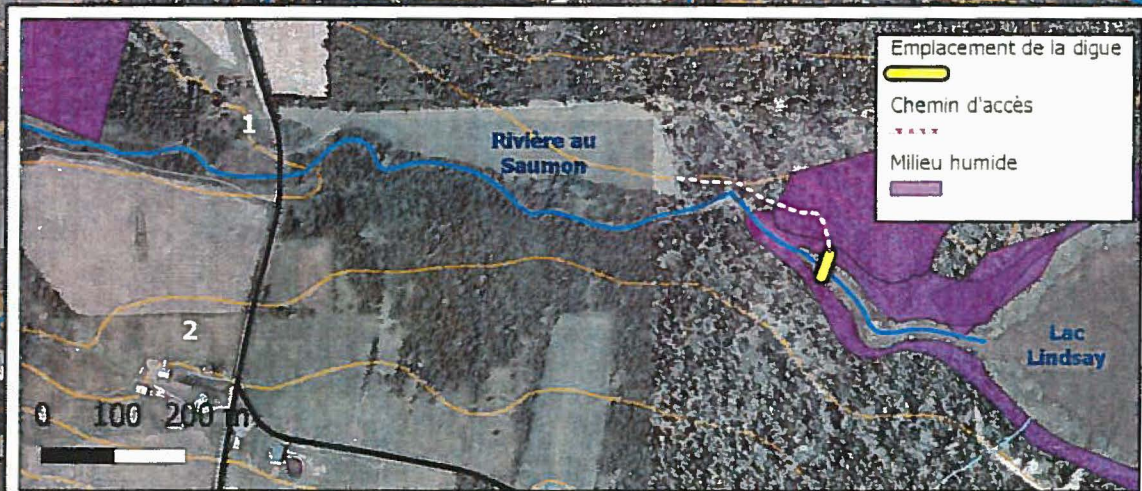 Emplacement de la digue
Chemin d'accès
Milieu humide
1
Rivière au
Saumon
Lac
Lindsay
2
0 100 200 m